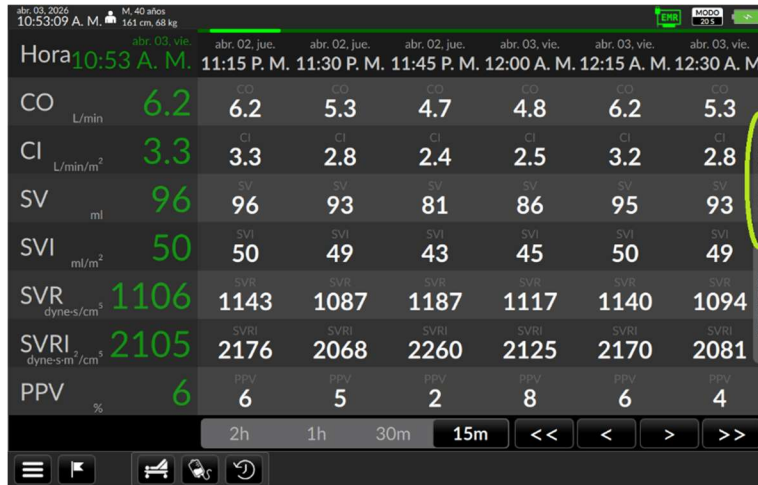 abr. 03, 2026
10:53:09 A. M.
M, 40 años
161 cm, 68 kg
EMR
MODO
20 S
Hora
abr. 03, vie.
10:53 A. M.
abr. 02, jue. abr. 02, jue. abr. 02, jue. abr. 03, vie. abr. 03, vie. abr. 03, vie.
11:15 P. M. 11:30 P. M. 11:45 P. M. 12:00 A. M. 12:15 A. M. 12:30 A. M
CO CO CO CO CO CO
CO L/min 6.2 6.2 5.3 4.7 4.8 6.2 5.3
CI CI CI CI CI CI
CI L/min/m² 3.3 3.3 2.8 2.4 2.5 3.2 2.8
SV SV SV SV SV SV
SV ml 96 96 93 81 86 95 93
SVI SVI SVI SVI SVI SVI
SVI ml/m² 50 50 49 43 45 50 49
SVR SVR SVR SVR SVR SVR
SVR dyne·s/cm⁵ 1106 1143 1087 1187 1117 1140 1094
SVRI SVRI SVRI SVRI SVRI SVRI
SVRI dyne·s·m²/cm⁵ 2105 2176 2068 2260 2125 2170 2081
PPV PPV PPV PPV PPV PPV
PPV % 6 6 5 2 8 6 4
2h 1h 30m 15m << < > >>